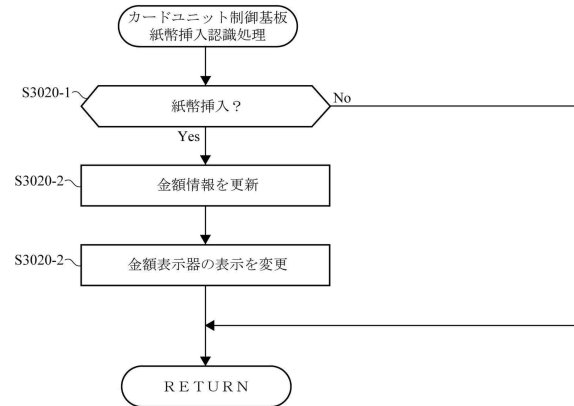 カードユニット制御基板
紙幣挿入認識処理
S3020-1
紙幣挿入？
No
Yes
S3020-2
金額情報を更新
S3020-2
金額表示器の表示を変更
ＲＥＴＵＲＮ